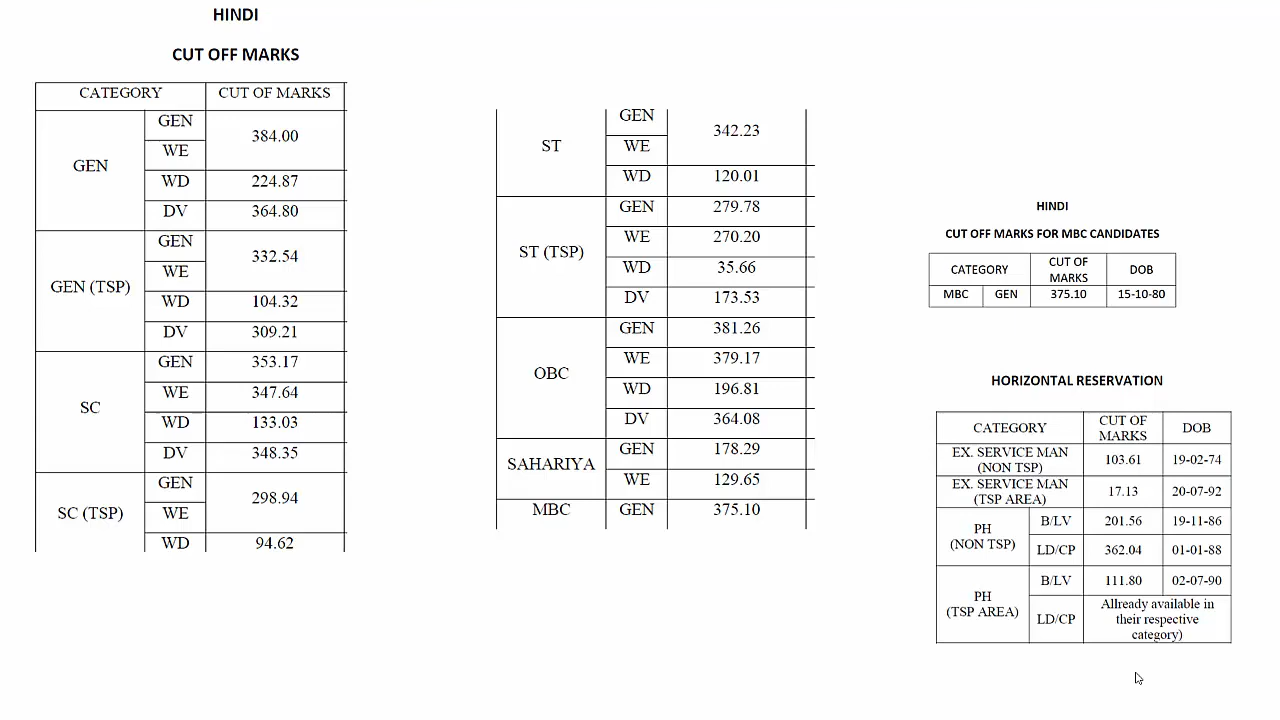 HINDI
CUT OFF MARKS
CATEGORY CUT OF MARKS
GEN GEN 384.00
WE
WD 224.87
DV 364.80
GEN (TSP) GEN 332.54
WE
WD 104.32
DV 309.21
SC GEN 353.17
WE 347.64
WD 133.03
DV 348.35
SC (TSP) GEN 298.94
WE
WD 94.62
ST GEN 342.23
WE
WD 120.01
ST (TSP) GEN 279.78
WE 270.20
WD 35.66
DV 173.53
OBC GEN 381.26
WE 379.17
WD 196.81
DV 364.08
SAHARIYA GEN 178.29
WE 129.65
MBC GEN 375.10
HINDI
CUT OFF MARKS FOR MBC CANDIDATES
CATEGORY CUT OF MARKS DOB
MBC GEN 375.10 15-10-80
HORIZONTAL RESERVATION
CATEGORY CUT OF MARKS DOB
EX. SERVICE MAN (NON TSP) 103.61 19-02-74
EX. SERVICE MAN (TSP AREA) 17.13 20-07-92
PH (NON TSP) B/LV 201.56 19-11-86
LD/CP 362.04 01-01-88
PH (TSP AREA) B/LV 111.80 02-07-90
LD/CP Allready available in
their respective
category)